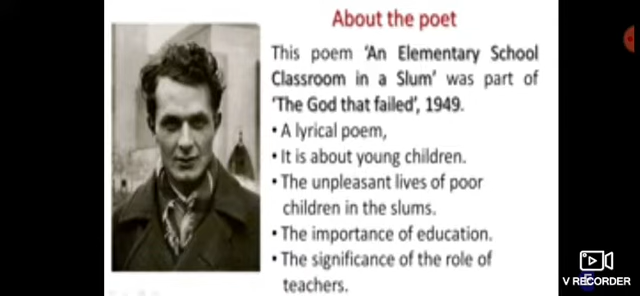 About the poet
This poem 'An Elementary School
Classroom in a Slum' was part of
'The God that failed', 1949.
• A lyrical poem,
• It is about young children.
• The unpleasant lives of poor
children in the slums.
• The importance of education.
• The significance of the role of
teachers.
V RECORDER